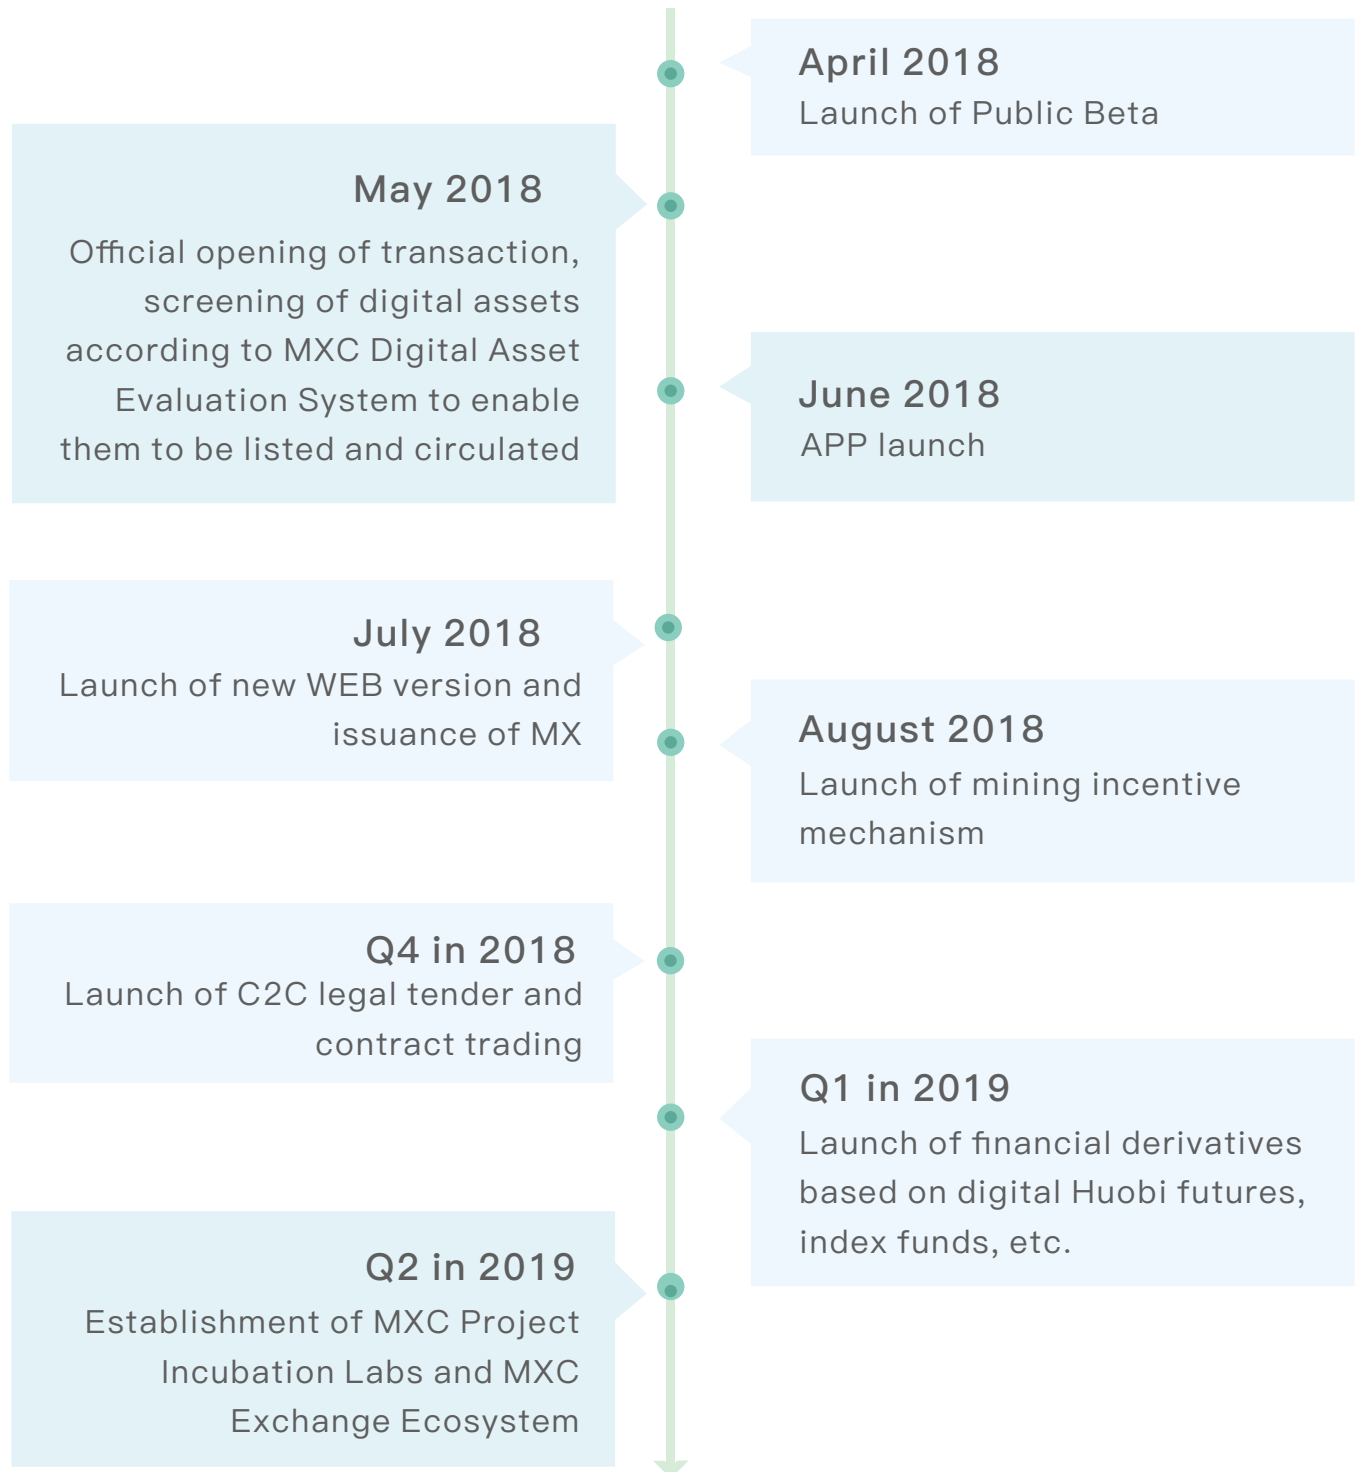 April 2018
Launch of Public Beta
May 2018
Official opening of transaction,
screening of digital assets
according to MXC Digital Asset
Evaluation System to enable
them to be listed and circulated
June 2018
APP launch
July 2018
Launch of new WEB version and
issuance of MX
August 2018
Launch of mining incentive
mechanism
Q4 in 2018
Launch of C2C legal tender and
contract trading
Q1 in 2019
Launch of financial derivatives
based on digital Huobi futures,
index funds, etc.
Q2 in 2019
Establishment of MXC Project
Incubation Labs and MXC
Exchange Ecosystem